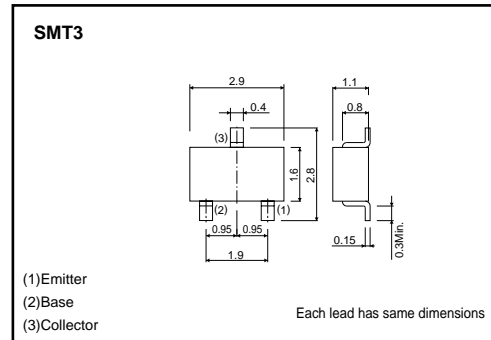 SMT3
2.9
1.1
0.4
0.8
(3)
1.6
2.8
(2)
(1)
0.95
0.95
0.15
0.3Min.
1.9
(1)Emitter
(2)Base
(3)Collector
Each lead has same dimensions